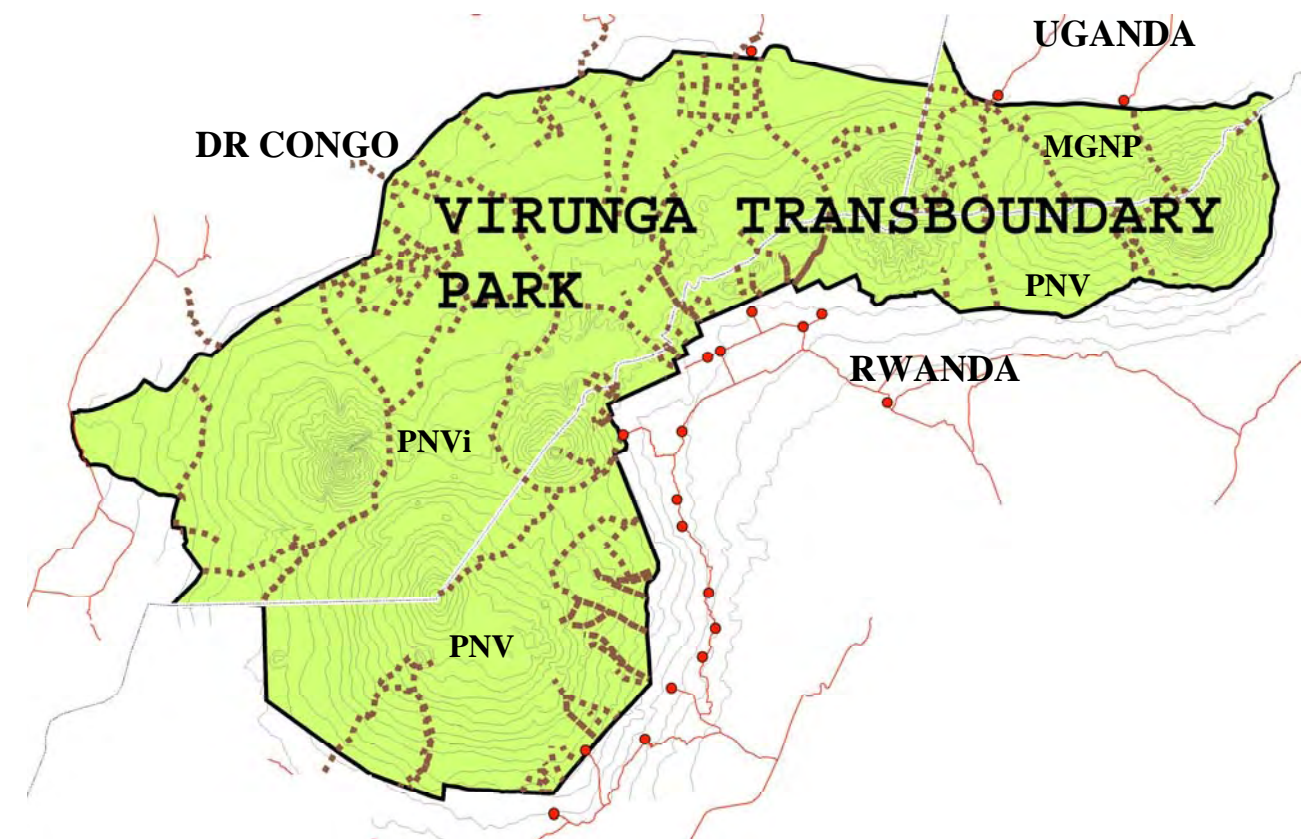 UGANDA
DR CONGO
MGNP
VIRUNGA TRANSBOUNDARY
PARK
PNV
RWANDA
PNVi
PNV